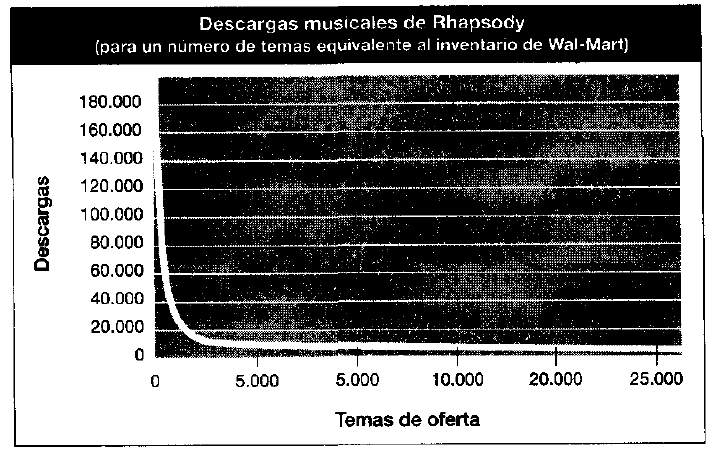 Descargas musicales de Rhapsody
(para un número de temas equivalente al inventario de Wal-Mart)
Descargas
180.000
160.000
140.000
120.000
100.000
80.000
60.000
40.000
20.000
0
0 5.000 5.000 10.000 20.000 25.000
Temas de oferta